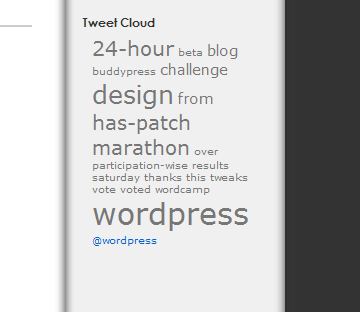 Tweet Cloud
24-hour beta blog
buddypress challenge
design from
has-patch
marathon over
participation-wise results
saturday thanks this tweaks
vote voted wordcamp
wordpress
@wordpress